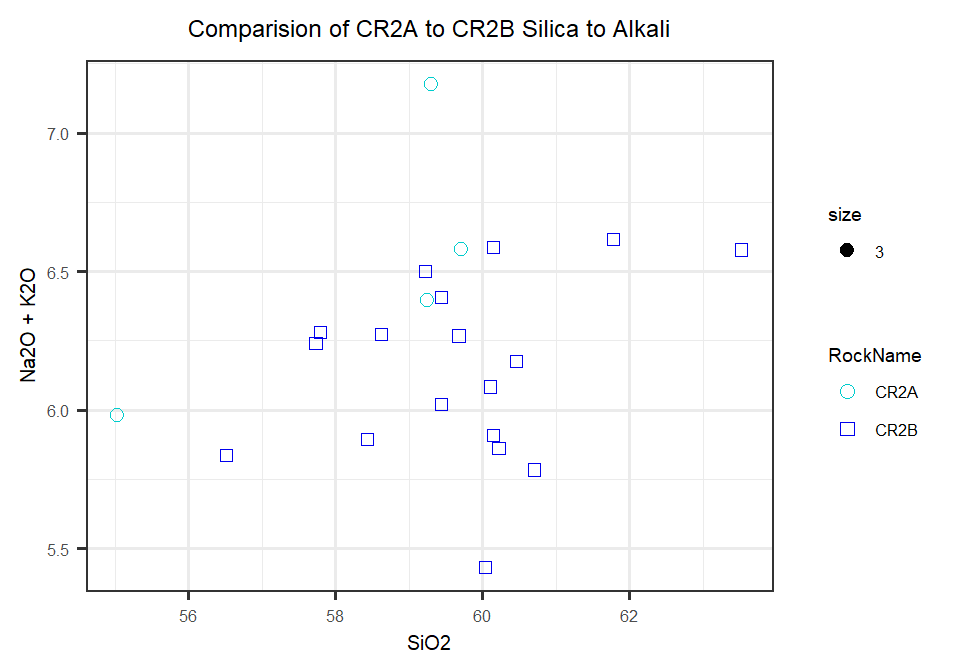 Comparision of CR2A to CR2B Silica to Alkali
7.0
6.5
6.0
5.5
Na2O + K2O
56 58 60 62
SiO2
size
3
RockName
CR2A
CR2B